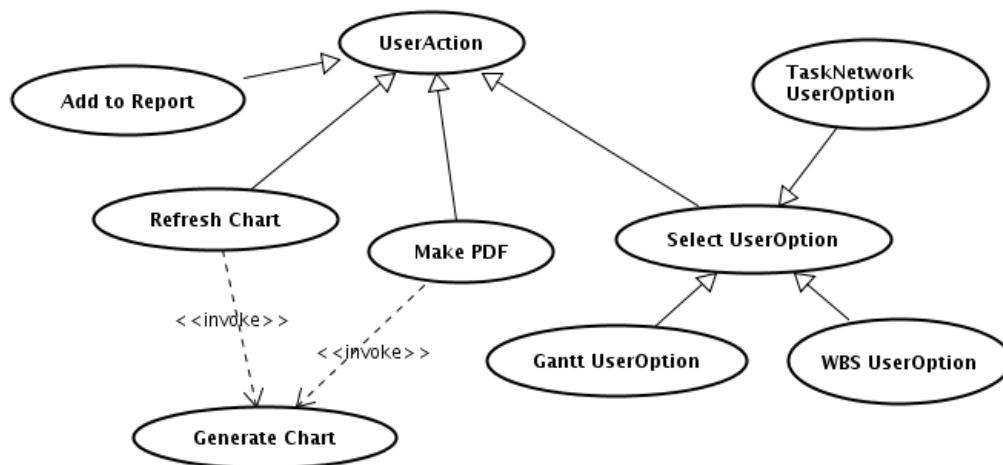 UserAction
TaskNetwork
UserOption
Add to Report
Refresh Chart
Make PDF
Select UserOption
<<invoke>>
<<invoke>>
Gantt UserOption
WBS UserOption
Generate Chart